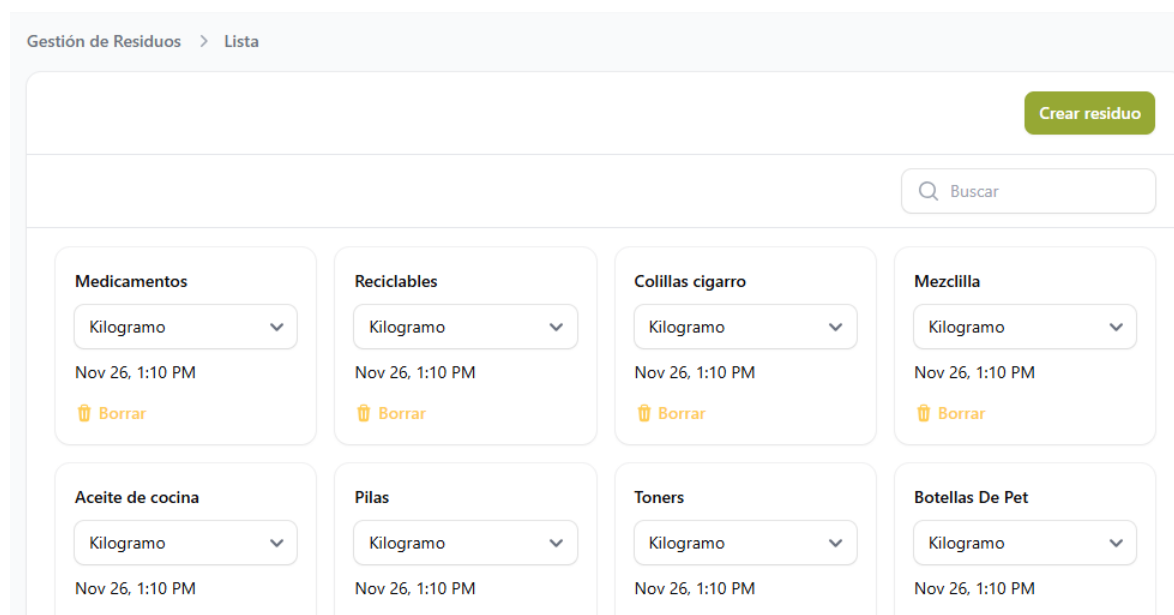 Gestión de Residuos > Lista
Crear residuo
Buscar
Medicamentos
Kilogramo
Nov 26, 1:10 PM
Borrar
Reciclables
Kilogramo
Nov 26, 1:10 PM
Borrar
Colillas cigarro
Kilogramo
Nov 26, 1:10 PM
Borrar
Mezclilla
Kilogramo
Nov 26, 1:10 PM
Borrar
Aceite de cocina
Kilogramo
Nov 26, 1:10 PM
Pilas
Kilogramo
Nov 26, 1:10 PM
Toners
Kilogramo
Nov 26, 1:10 PM
Botellas De Pet
Kilogramo
Nov 26, 1:10 PM